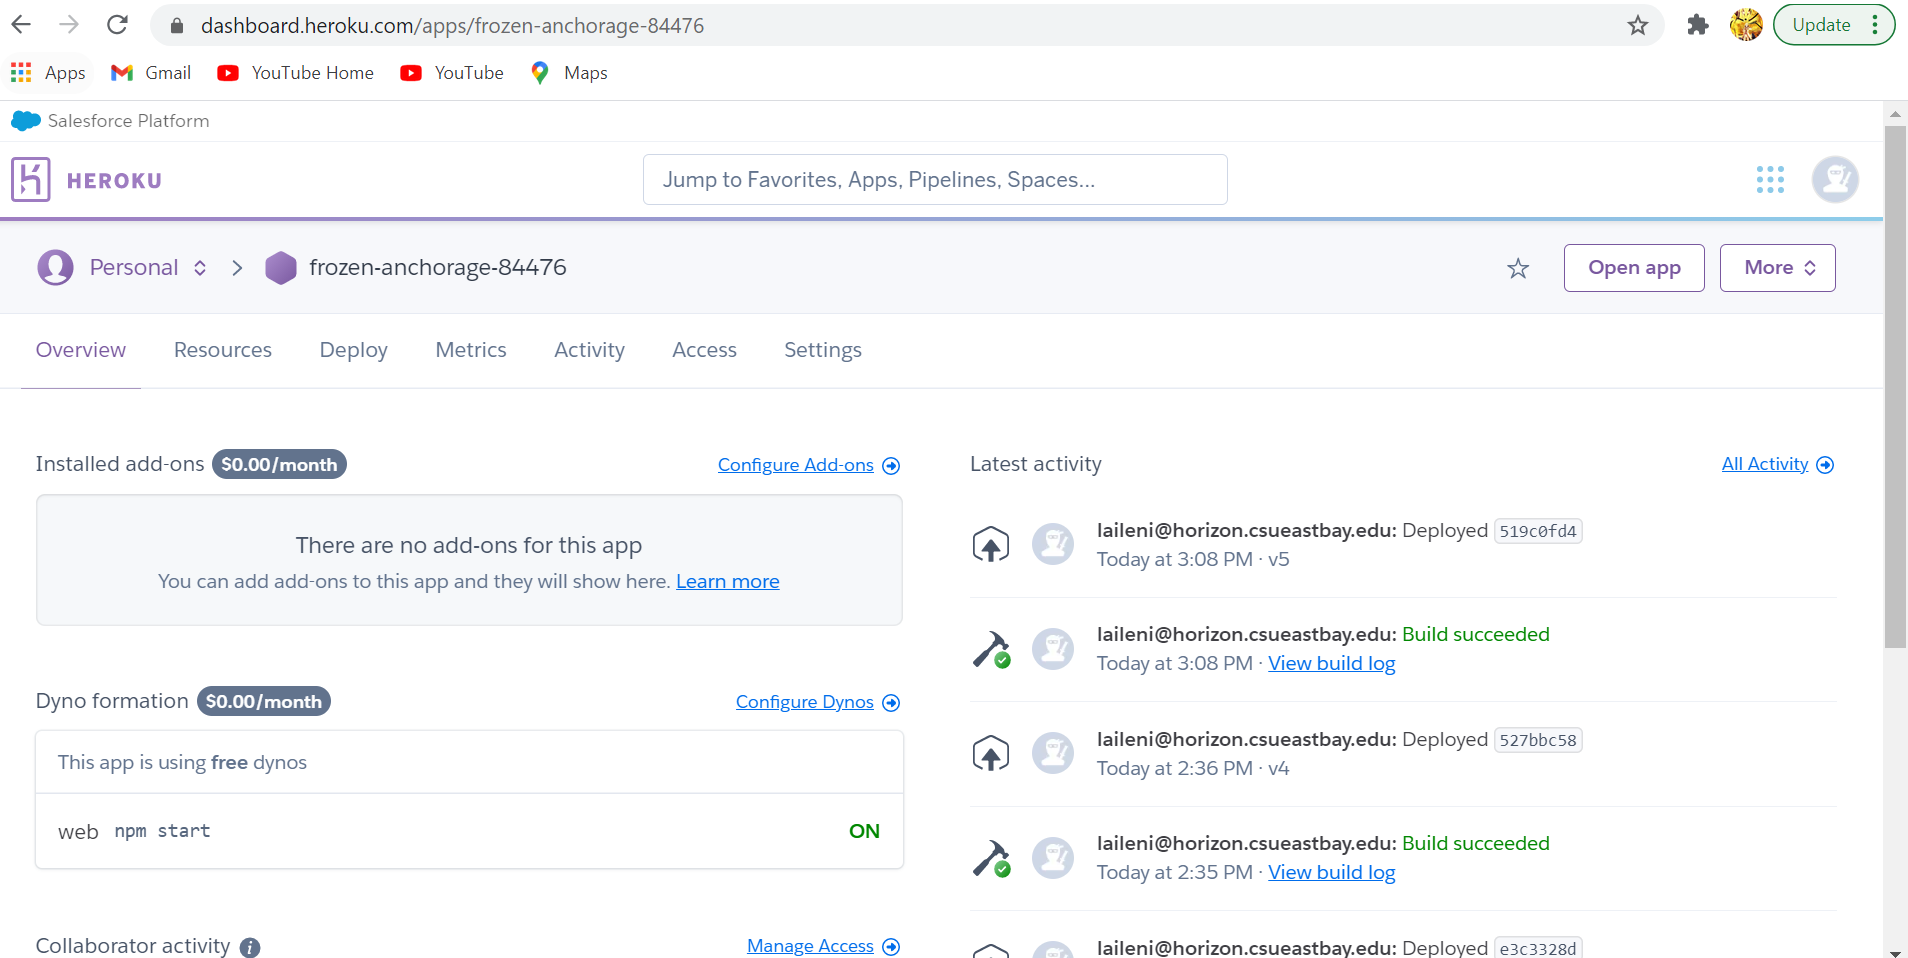 dashboard.heroku.com/apps/frozen-anchorage-84476
Update
Apps
Gmail
YouTube Home
YouTube
Maps
Salesforce Platform
HEROKU
Jump to Favorites, Apps, Pipelines, Spaces...
Personal
frozen-anchorage-84476
Open app
More
Overview
Resources
Deploy
Metrics
Activity
Access
Settings
Installed add-ons $0.00/month
Configure Add-ons
There are no add-ons for this app
You can add add-ons to this app and they will show here. Learn more
Dyno formation $0.00/month
Configure Dynos
This app is using free dynos
web npm start
ON
Collaborator activity
Manage Access
Latest activity
All Activity
laileni@horizon.csueastbay.edu: Deployed 519c0fd4
Today at 3:08 PM · v5
laileni@horizon.csueastbay.edu: Build succeeded
Today at 3:08 PM · View build log
laileni@horizon.csueastbay.edu: Deployed 527bbc58
Today at 2:36 PM · v4
laileni@horizon.csueastbay.edu: Build succeeded
Today at 2:35 PM · View build log
laileni@horizon.csueastbay.edu: Deployed e3c3328d